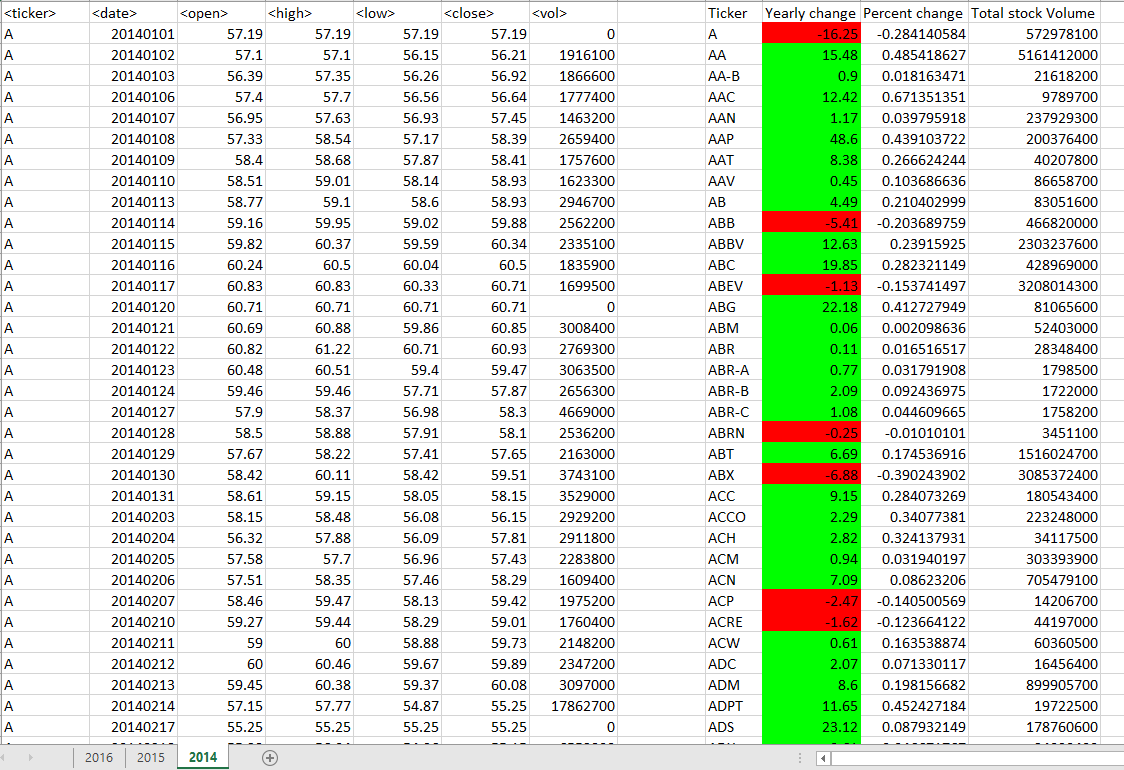 <ticker> <date> <open> <high> <low> <close> <vol> Ticker Yearly change Percent change Total stock Volume
A 20140101 57.19 57.19 57.19 57.19 0 A -16.25 -0.284140584 572978100
A 20140102 57.1 57.1 56.15 56.21 1916100 AA 15.48 0.485418627 5161412000
A 20140103 56.39 57.35 56.26 56.92 1866600 AA-B 0.9 0.018163471 21618200
A 20140106 57.4 57.7 56.56 56.64 1777400 AAC 12.42 0.671351351 9789700
A 20140107 56.95 57.63 56.93 57.45 1463200 AAN 1.17 0.039795918 237929300
A 20140108 57.33 58.54 57.17 58.39 2659400 AAP 48.6 0.439103722 200376400
A 20140109 58.4 58.68 57.87 58.41 1757600 AAT 8.38 0.266624244 40207800
A 20140110 58.51 59.01 58.14 58.93 1623300 AAV 0.45 0.103686636 86658700
A 20140113 58.77 59.1 58.6 58.93 2946700 AB 4.49 0.210402999 83051600
A 20140114 59.16 59.95 59.02 59.88 2562200 ABB -5.41 -0.203689759 466820000
A 20140115 59.82 60.37 59.59 60.34 2335100 ABBV 12.63 0.23915925 2303237600
A 20140116 60.24 60.5 60.04 60.5 1835900 ABC 19.85 0.282321149 428969000
A 20140117 60.83 60.83 60.33 60.71 1699500 ABEV -1.13 -0.153741497 3208014300
A 20140120 60.71 60.71 60.71 60.71 0 ABG 22.18 0.412727949 81065600
A 20140121 60.69 60.88 59.86 60.85 3008400 ABM 0.06 0.002098636 52403000
A 20140122 60.82 61.22 60.71 60.93 2769300 ABR 0.11 0.016516517 28348400
A 20140123 60.48 60.51 59.4 59.47 3063500 ABR-A 0.77 0.031791908 1798500
A 20140124 59.46 59.46 57.71 57.87 2656300 ABR-B 2.09 0.092436975 1722000
A 20140127 57.9 58.37 56.98 58.3 4669000 ABR-C 1.08 0.044609665 1758200
A 20140128 58.5 58.88 57.91 58.1 2536200 ABRN -0.25 -0.01010101 3451100
A 20140129 57.67 58.22 57.41 57.65 2163000 ABT 6.69 0.174536916 1516024700
A 20140130 58.42 60.11 58.42 59.51 3743100 ABX -6.88 -0.390243902 3085372400
A 20140131 58.61 59.15 58.05 58.15 3529000 ACC 9.15 0.284073269 180543400
A 20140203 58.15 58.48 56.08 56.15 2929200 ACCO 2.29 0.34077381 223248000
A 20140204 56.32 57.88 56.09 57.81 2911800 ACH 2.82 0.324137931 34117500
A 20140205 57.58 57.7 56.96 57.43 2283800 ACM 0.94 0.031940197 303393900
A 20140206 57.51 58.35 57.46 58.29 1609400 ACN 7.09 0.08623206 705479100
A 20140207 58.46 59.47 58.13 59.42 1975200 ACP -2.47 -0.140500569 14206700
A 20140210 59.27 59.44 58.29 59.01 1760400 ACRE -1.62 -0.123664122 44197000
A 20140211 59 60 58.88 59.73 2148200 ACW 0.61 0.163538874 60360500
A 20140212 60 60.46 59.67 59.89 2347200 ADC 2.07 0.071330117 16456400
A 20140213 59.45 60.38 59.37 60.08 3097000 ADM 8.6 0.198156682 899905700
A 20140214 57.15 57.77 54.87 55.25 17862700 ADPT 11.65 0.452427184 19722500
A 20140217 55.25 55.25 55.25 55.25 0 ADS 23.12 0.087932149 178760600
2016 2015 2014